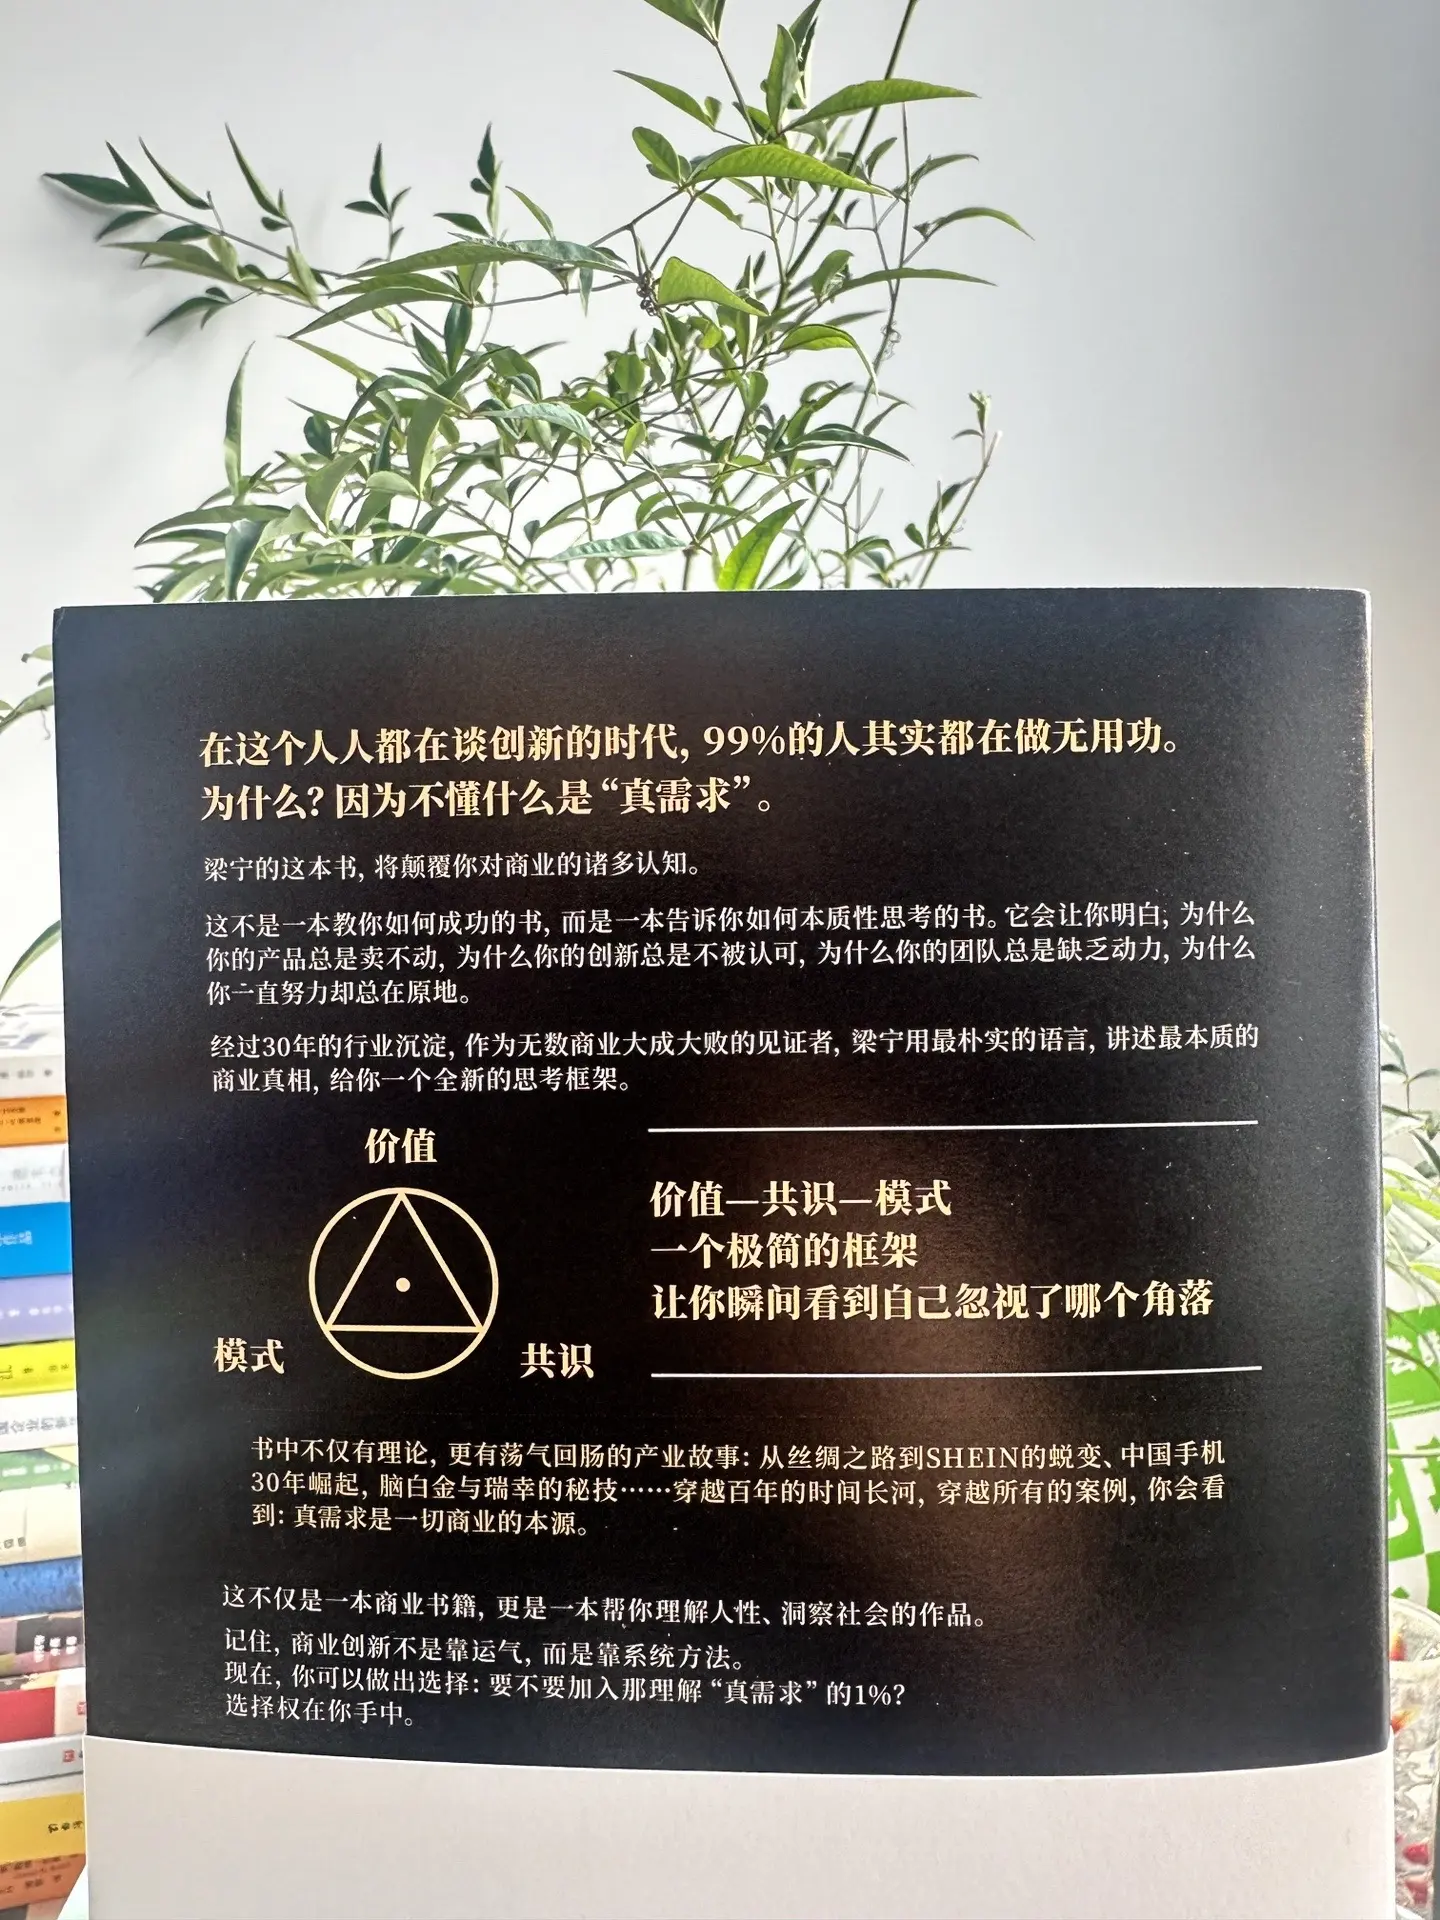 在这个人人都在谈创新的时代，99%的人其实都在做无用功。
为什么？因为不懂什么是“真需求”。
梁宁的这本书，将颠覆你对商业的诸多认知。
这不是一本教你如何成功的书，而是一本告诉你如何本质性思考的书。它会让你明白，为什么
你的产品总是卖不动，为什么你的创新总是不被认可，为什么你的团队总是缺乏动力，为什么
你一直努力却总在原地。
经过30年的行业沉淀，作为无数商业大成大败的见证者，梁宁用最朴实的语言，讲述最本质的
商业真相，给你一个全新的思考框架。
价值
模式
共识
价值—共识—模式
一个极简的框架
让你瞬间看到自己忽视了哪个角落
书中不仅有理论，更有荡气回肠的产业故事：从丝绸之路到SHEIN的蜕变、中国手机
30年崛起，脑白金与瑞幸的秘技……穿越百年的时间长河，穿越所有的案例，你会看
到：真需求是一切商业的本源。
这不仅是一本商业书籍，更是一本帮你理解人性、洞察社会的作品。
记住，商业创新不是靠运气，而是靠系统方法。
现在，你可以做出选择：要不要加入那理解“真需求”的1%？
选择权在你手中。